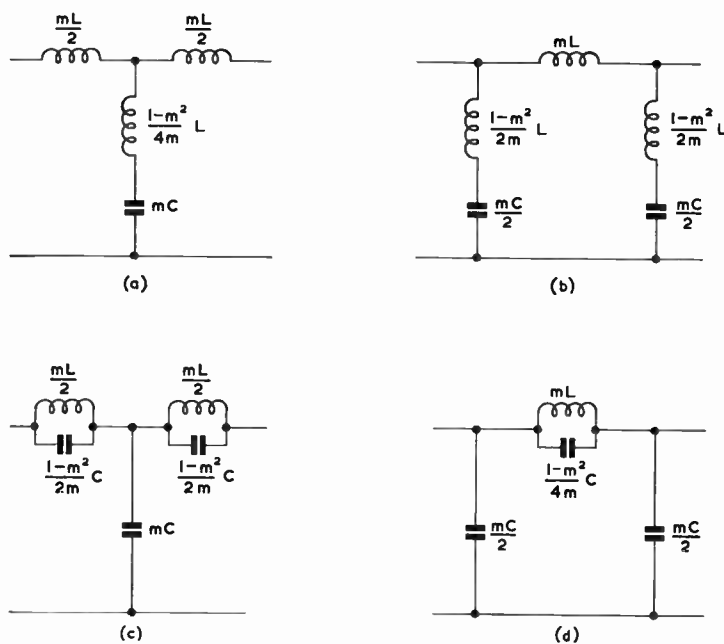 mL/2 mL/2
1-m²/4m L
mC
(a)
mL
1-m²/2m L 1-m²/2m L
mC/2 mC/2
(b)
mL/2 mL/2
1-m²/2m C 1-m²/2m C
mC
(c)
mL
1-m²/4m C
mC/2 mC/2
(d)